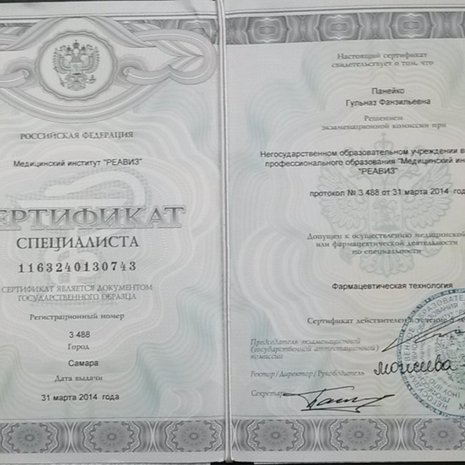 РОССИЙСКАЯ ФЕДЕРАЦИЯ
Медицинский институт "РЕАВИЗ"
ЕРТИФИКАТ
СПЕЦИАЛИСТА
1163240130743
СЕРТИФИКАТ ЯВЛЯЕТСЯ ДОКУМЕНТОМ
ГОСУДАРСТВЕННОГО ОБРАЗЦА
Регистрационный номер
3 488
Город
Самара
Дата выдачи
31 марта 2014 года
Настоящий сертификат
свидетельствует о том, что
Панейко
Гульназ Фанзильевна
Решением
экзаменационной комиссии при
Негосударственном образовательном учреждении в
профессионального образования "Медицинский ин
"РЕАВИЗ"
протокол № 3 488 от 31 марта 2014 год
Допущен к осуществлению медицинской
или фармацевтической деятельности
по специальности
Фармацевтическая технология
Сертификат действителен в течение
Председатель экзаменационной
(государственной аттестационной)
комиссии
Ректор/Директор/Руководитель
Моисеева
Секретарь